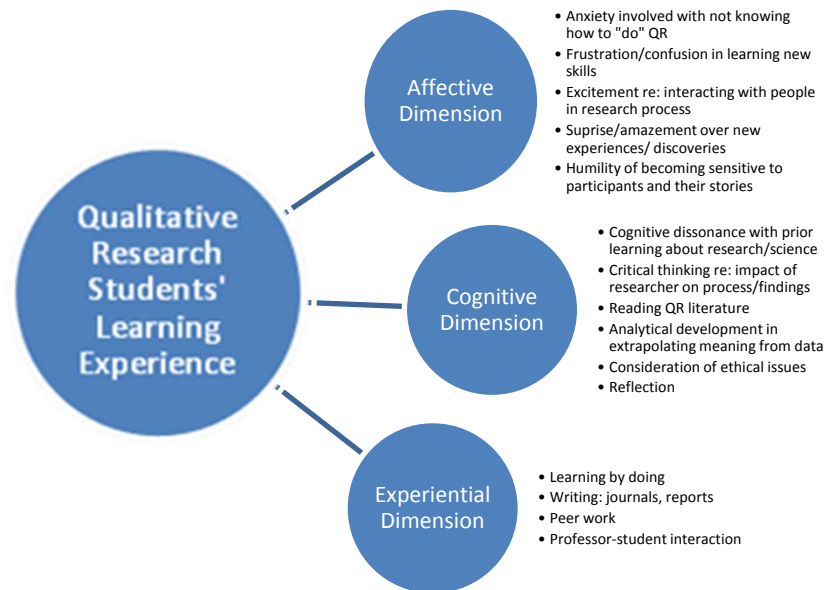 Qualitative
Research
Students'
Learning
Experience
Affective
Dimension
• Anxiety involved with not knowing
how to "do" QR
• Frustration/confusion in learning new
skills
• Excitement re: interacting with people
in research process
• Suprise/amazement over new
experiences/ discoveries
• Humility of becoming sensitive to
participants and their stories
Cognitive
Dimension
• Cognitive dissonance with prior
learning about research/science
• Critical thinking re: impact of
researcher on process/findings
• Reading QR literature
• Analytical development in
extrapolating meaning from data
• Consideration of ethical issues
• Reflection
Experiential
Dimension
• Learning by doing
• Writing: journals, reports
• Peer work
• Professor-student interaction